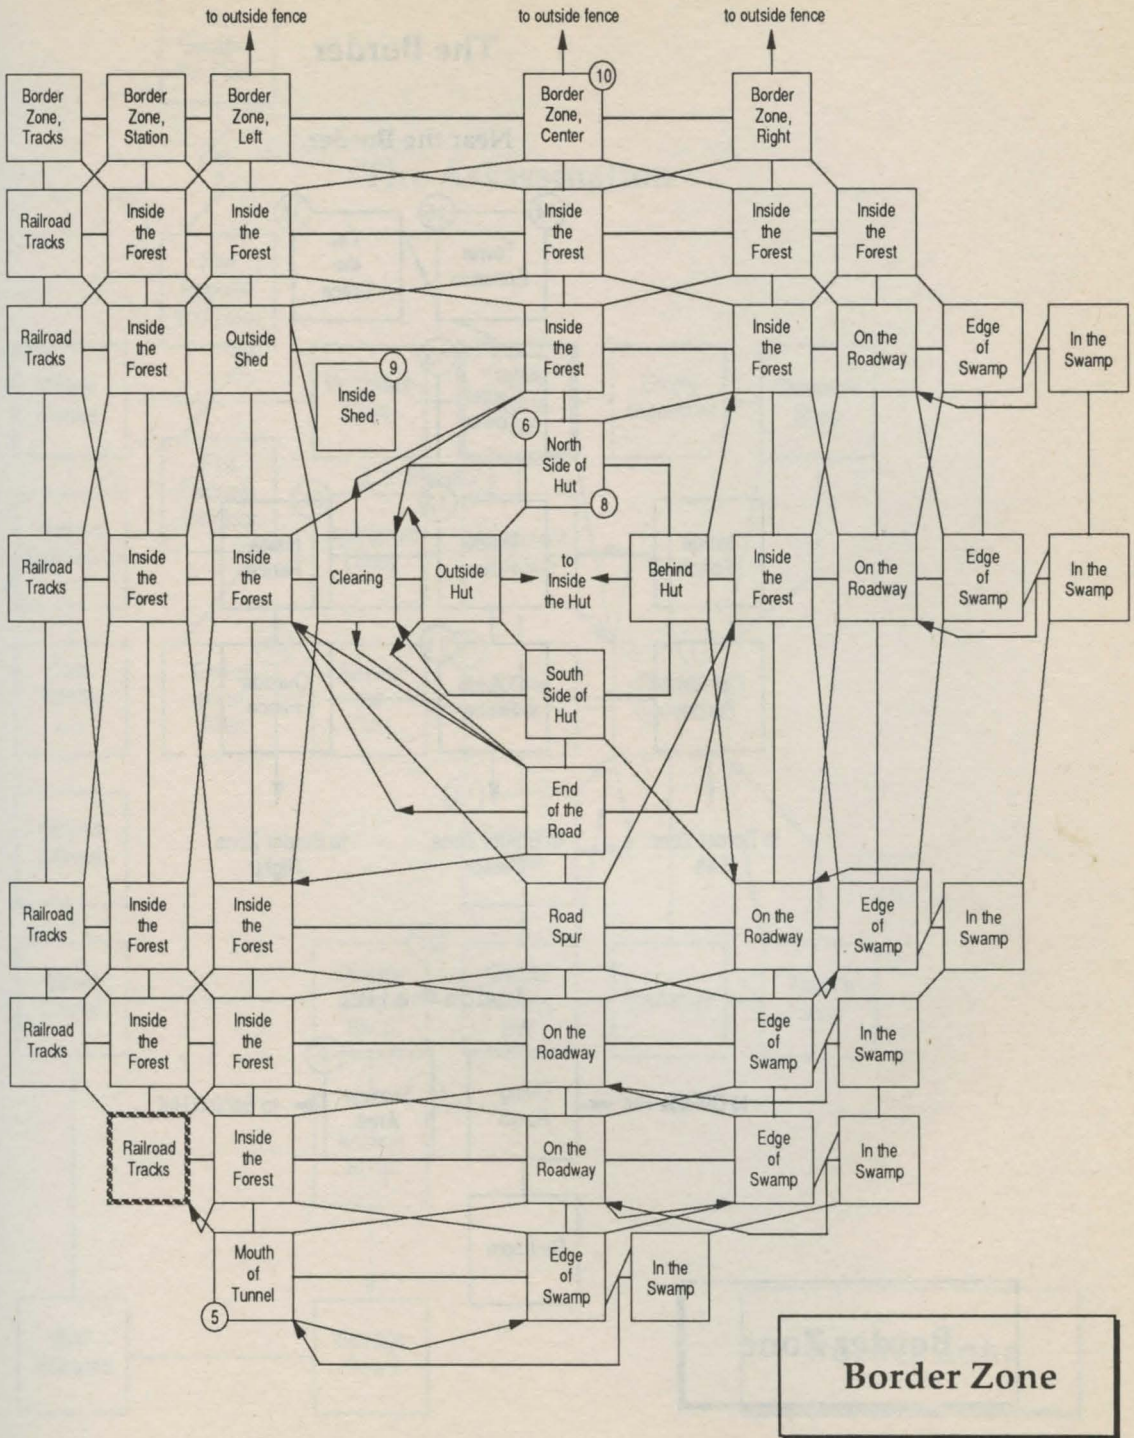 to outside fence
to outside fence
to outside fence
10
Border
Zone,
Tracks
Border
Zone,
Station
Border
Zone,
Left
Border
Zone,
Center
Border
Zone,
Right
Railroad
Tracks
Inside
the
Forest
Inside
the
Forest
Inside
the
Forest
Inside
the
Forest
Inside
the
Forest
Railroad
Tracks
Inside
the
Forest
Outside
Shed
Inside
the
Forest
Inside
the
Forest
On the
Roadway
Edge
of
Swamp
In the
Swamp
9
Inside
Shed
6
North
Side of
Hut
8
Railroad
Tracks
Inside
the
Forest
Inside
the
Forest
Clearing
Outside
Hut
to
Inside
the Hut
Behind
Hut
Inside
the
Forest
On the
Roadway
Edge
of
Swamp
In the
Swamp
South
Side of
Hut
End
of the
Road
Railroad
Tracks
Inside
the
Forest
Inside
the
Forest
Road
Spur
On the
Roadway
Edge
of
Swamp
In the
Swamp
Railroad
Tracks
Inside
the
Forest
Inside
the
Forest
On the
Roadway
Edge
of
Swamp
In the
Swamp
Railroad
Tracks
Inside
the
Forest
On the
Roadway
Edge
of
Swamp
In the
Swamp
Mouth
of
Tunnel
5
Edge
of
Swamp
In the
Swamp
Border Zone